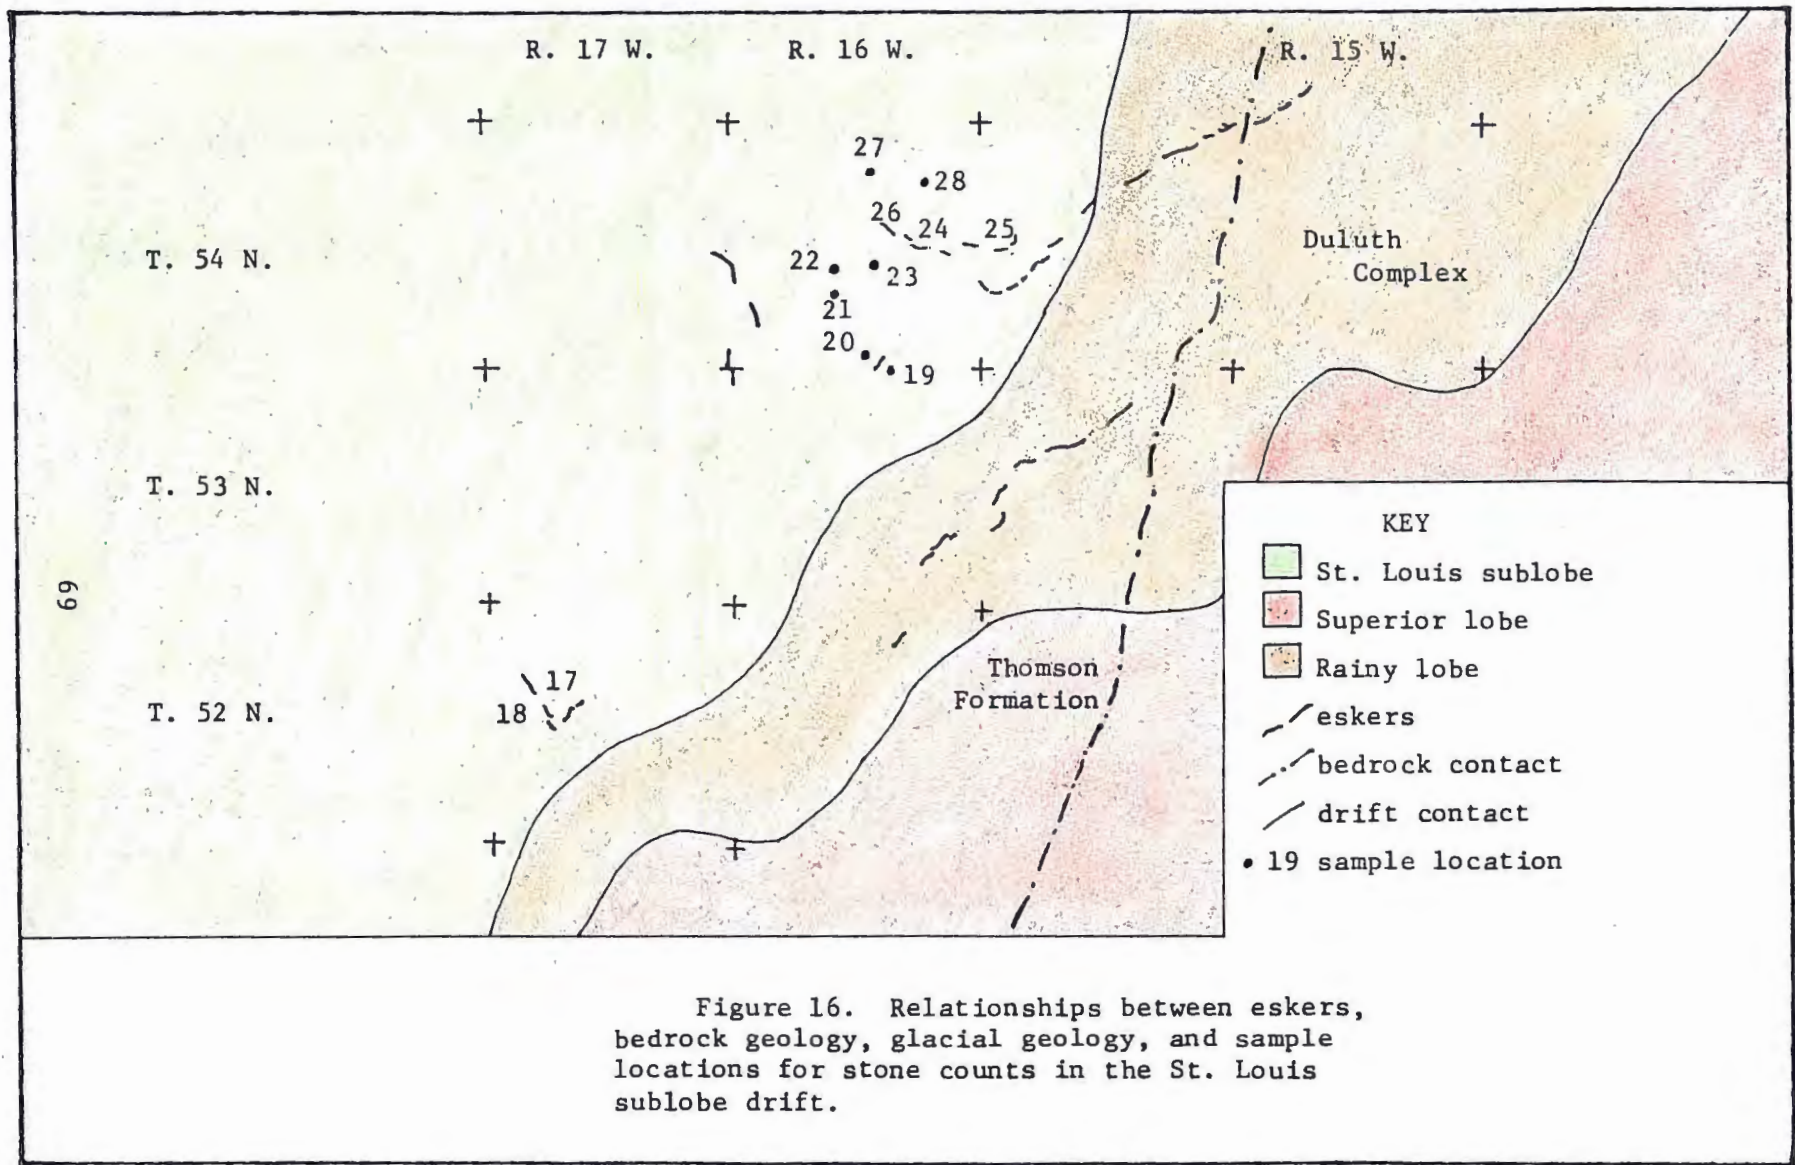 R. 17 W.
R. 16 W.
R. 15 W.
27
28
26
24
25
T. 54 N.
22
23
21
20
19
Duluth
Complex
T. 53 N.
69
T. 52 N.
17
18
Thomson
Formation
KEY
St. Louis sublobe
Superior lobe
Rainy lobe
eskers
bedrock contact
drift contact
19 sample location
Figure 16. Relationships between eskers,
bedrock geology, glacial geology, and sample
locations for stone counts in the St. Louis
sublobe drift.